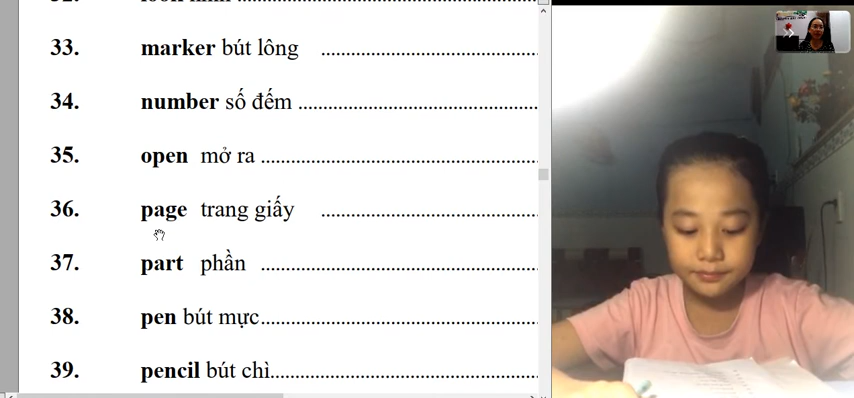 33. marker bút lông ........................................
34. number số đếm ............................................
35. open mở ra ...................................................
36. page trang giấy ........................................
37. part phần ...................................................
38. pen bút mực...................................................
39. pencil bút chì.................................................